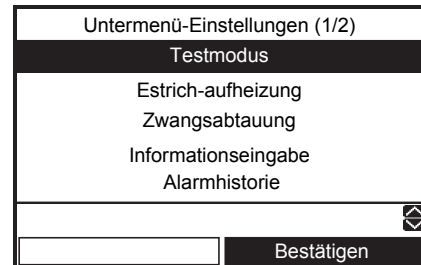 Untermenü-Einstellungen (1/2)
Testmodus
Estrich-aufheizung
Zwangsabtauung
Informationseingabe
Alarmhistorie
Bestätigen